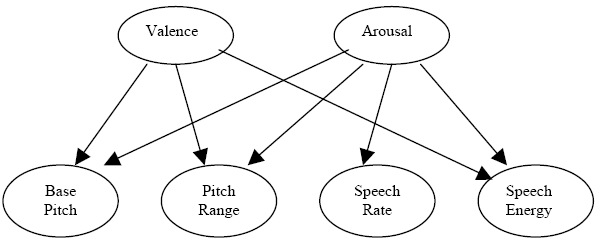 Valence
Arousal
Base
Pitch
Pitch
Range
Speech
Rate
Speech
Energy